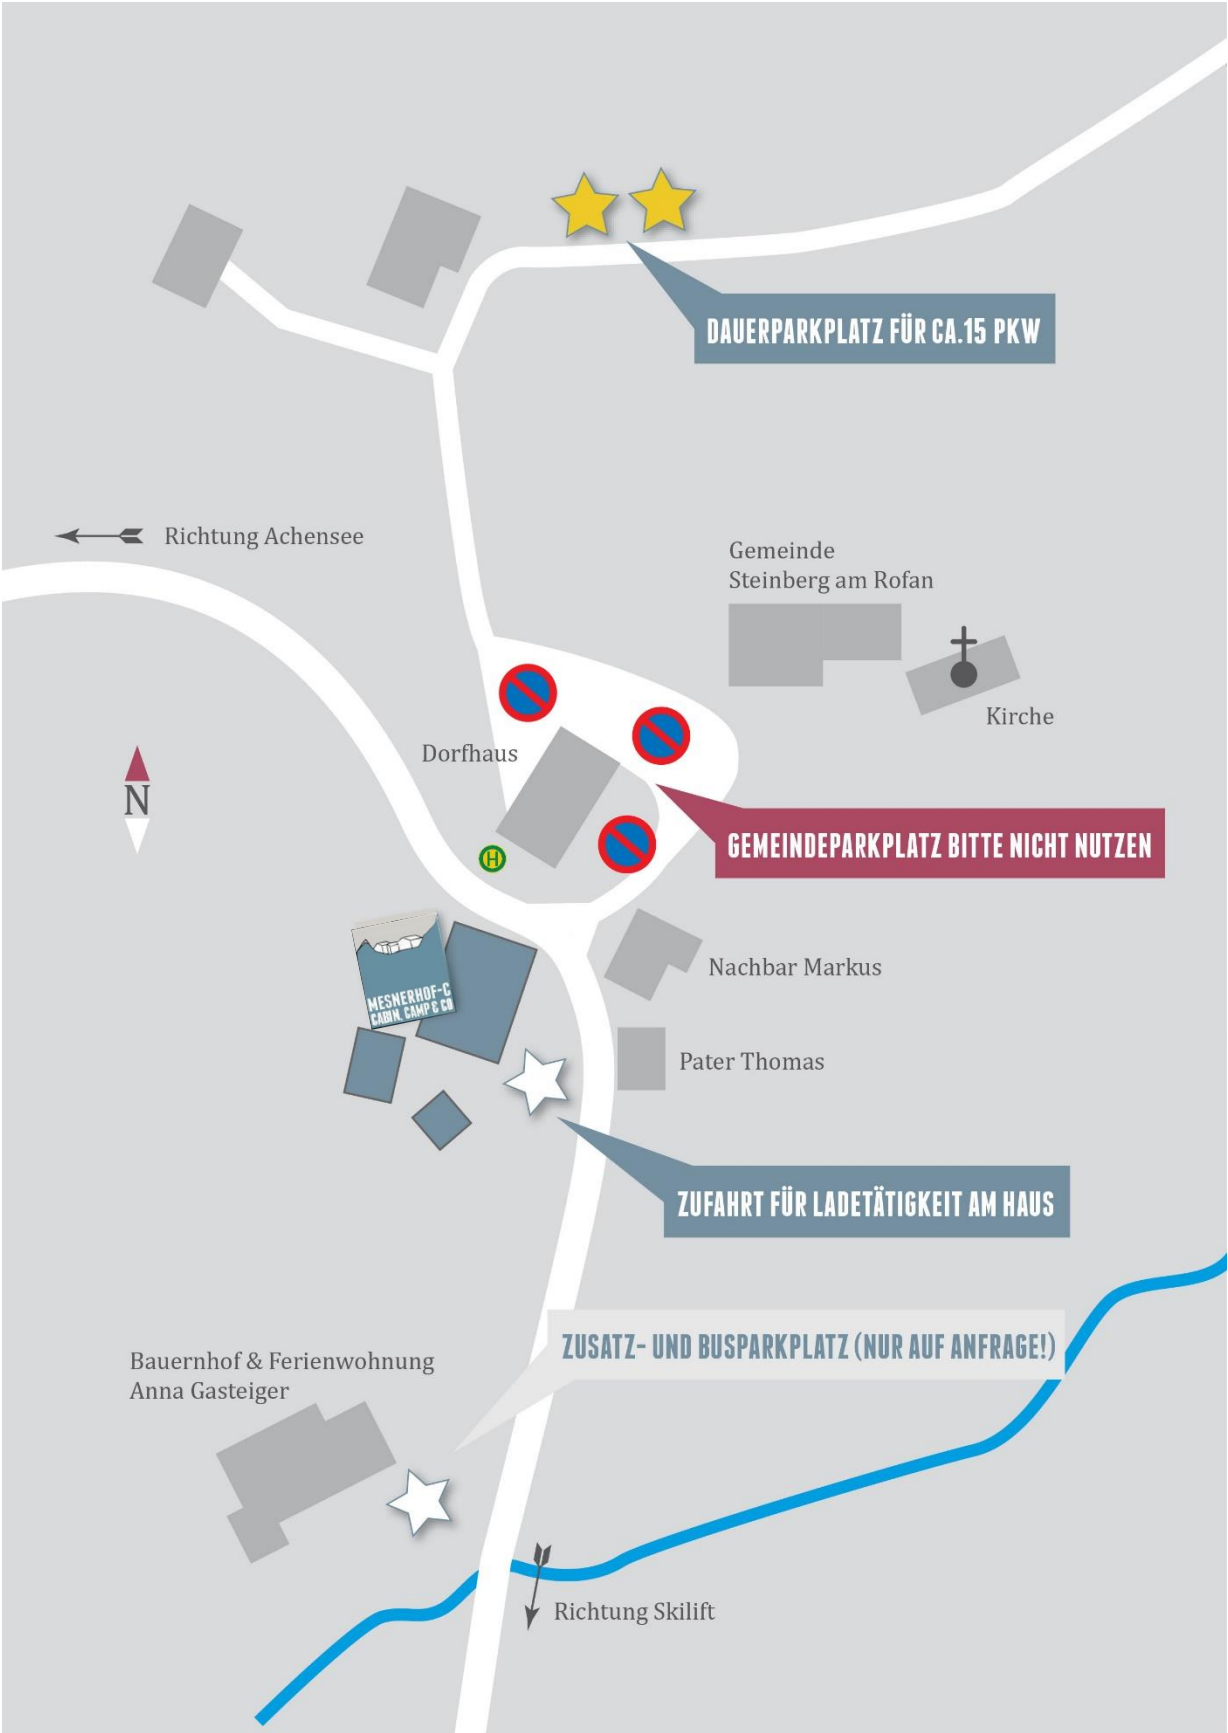 DAUERPARKPLATZ FÜR CA.15 PKW
Richtung Achensee
Gemeinde
Steinberg am Rofan
Kirche
Dorfhaus
N
GEMEINDEPARKPLATZ BITTE NICHT NUTZEN
H
MESNERHOF-C
CABIN, CAMP & CO
Nachbar Markus
Pater Thomas
ZUFAHRT FÜR LADETÄTIGKEIT AM HAUS
ZUSATZ- UND BUSPARKPLATZ (NUR AUF ANFRAGE!)
Bauernhof & Ferienwohnung
Anna Gasteiger
Richtung Skilift